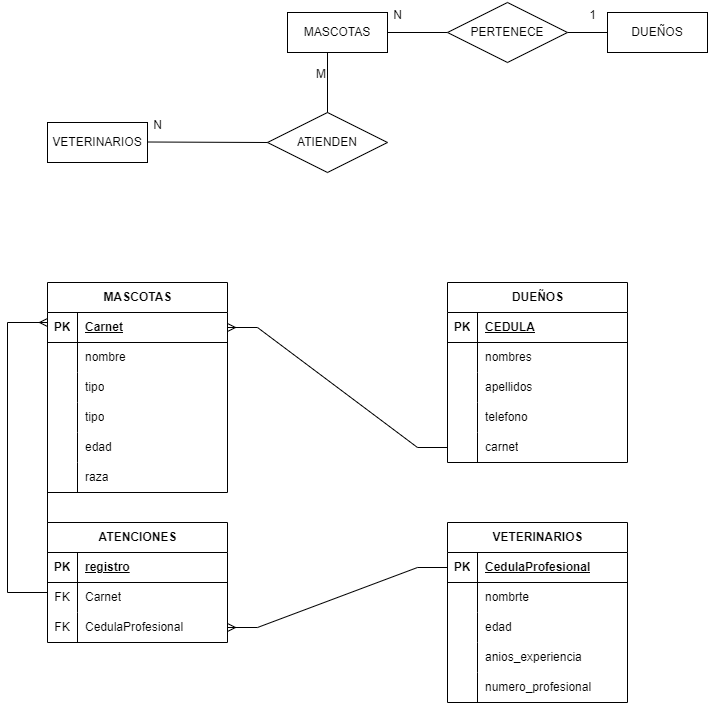 MASCOTAS
N
PERTENECE
1
DUEÑOS
M
VETERINARIOS
N
ATIENDEN
MASCOTAS
PK Carnet
nombre
tipo
tipo
edad
raza
DUEÑOS
PK CEDULA
nombres
apellidos
telefono
carnet
ATENCIONES
PK registro
FK Carnet
FK CedulaProfesional
VETERINARIOS
PK CedulaProfesional
nombrte
edad
anios_experiencia
numero_profesional